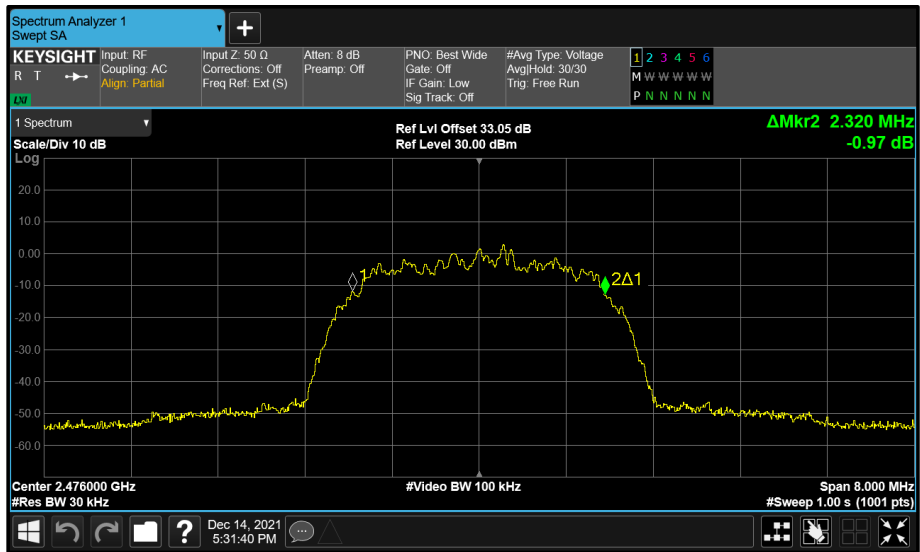 Spectrum Analyzer 1
Swept SA
+
KEYSIGHT
R T
LXI
Input: RF
Coupling: AC
Align: Partial
Input Z: 50 Ω
Corrections: Off
Freq Ref: Ext (S)
Atten: 8 dB
Preamp: Off
PNO: Best Wide
Gate: Off
IF Gain: Low
Sig Track: Off
#Avg Type: Voltage
Avg|Hold: 30/30
Trig: Free Run
1 2 3 4 5 6
M W W W W W
P N N N N N
1 Spectrum
Scale/Div 10 dB
Ref Lvl Offset 33.05 dB
Ref Level 30.00 dBm
ΔMkr2 2.320 MHz
-0.97 dB
Log
20.0
10.0
0.00
-10.0
-20.0
-30.0
-40.0
-50.0
-60.0
1
2Δ1
Center 2.476000 GHz
#Res BW 30 kHz
#Video BW 100 kHz
Span 8.000 MHz
#Sweep 1.00 s (1001 pts)
?
Dec 14, 2021
5:31:40 PM